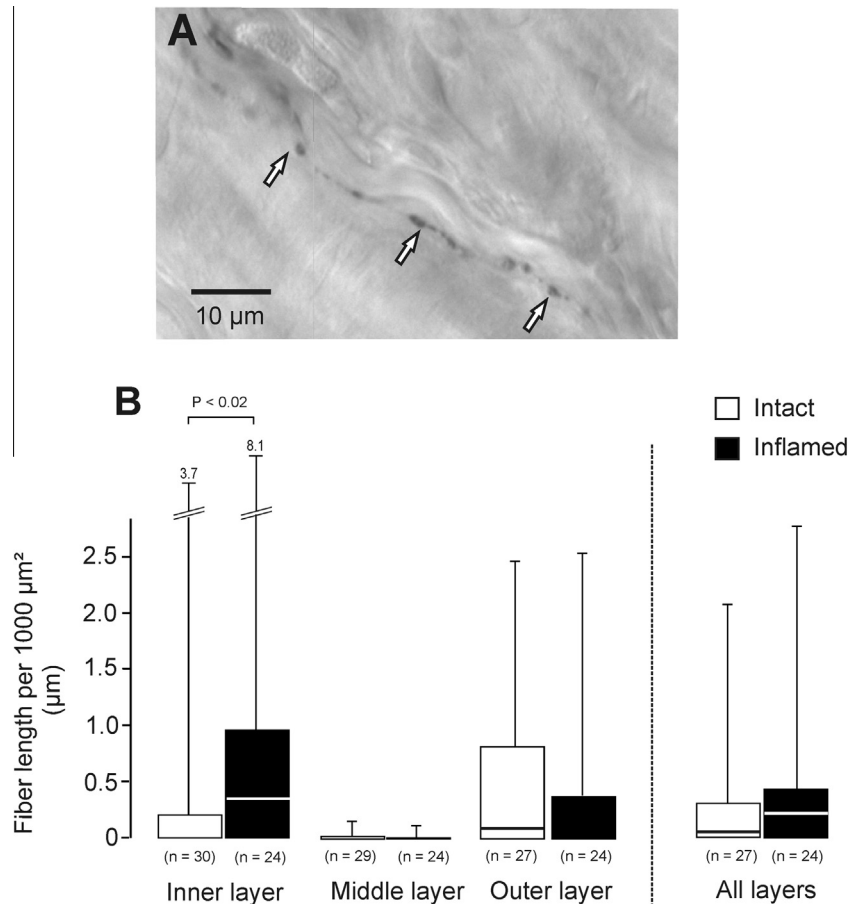 A
10 µm
B
P < 0.02
Intact
Inflamed
3.7
8.1
Fiber length per 1000 µm²
(µm)
2.5
2.0
1.5
1.0
0.5
0
(n = 30) (n = 24) (n = 29) (n = 24) (n = 27) (n = 24) (n = 27) (n = 24)
Inner layer Middle layer Outer layer All layers